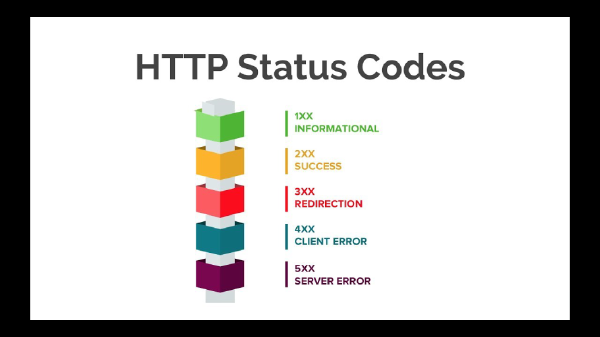 HTTP Status Codes
1XX
INFORMATIONAL
2XX
SUCCESS
3XX
REDIRECTION
4XX
CLIENT ERROR
5XX
SERVER ERROR